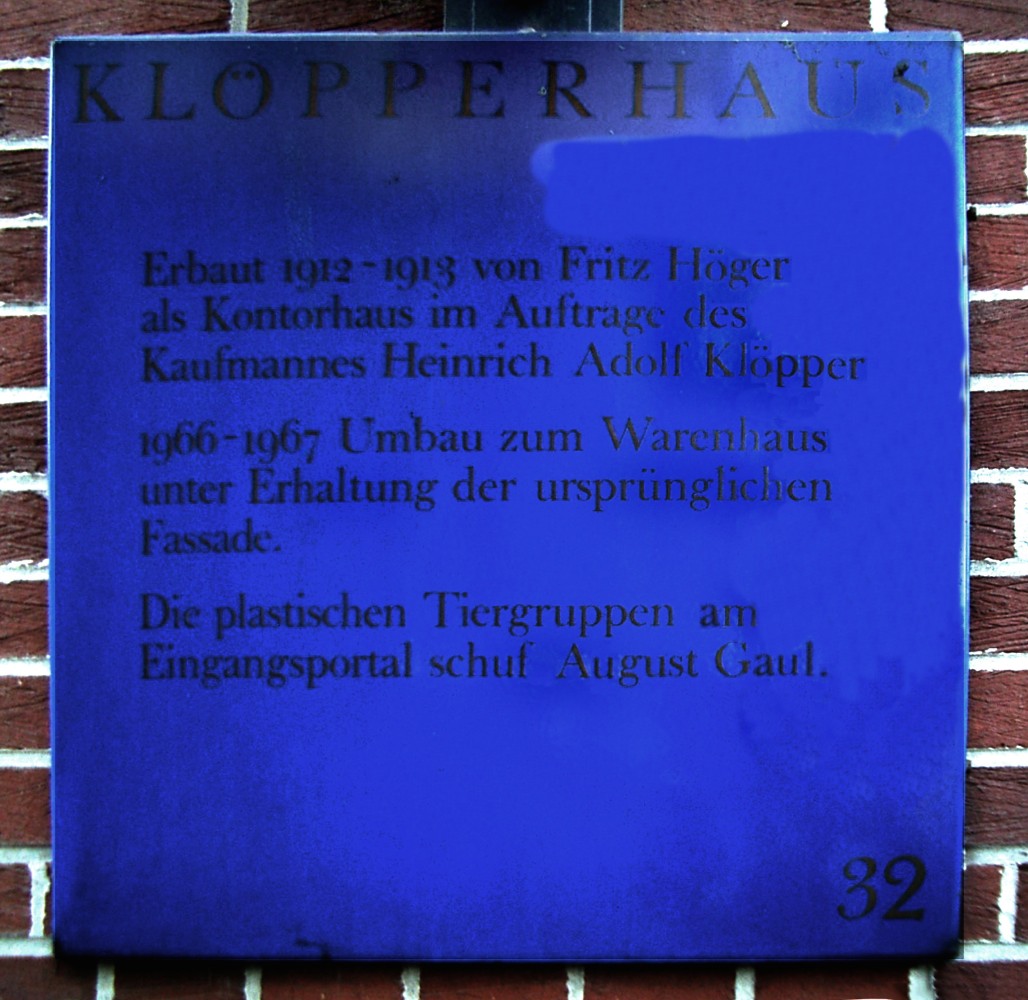 KLÖPPERHAUS
Erbaut 1912-1913 von Fritz Höger
als Kontorhaus im Auftrage des
Kaufmannes Heinrich Adolf Klöpper
1966-1967 Umbau zum Warenhaus
unter Erhaltung der ursprünglichen
Fassade.
Die plastischen Tiergruppen am
Eingangsportal schuf August Gaul.
32